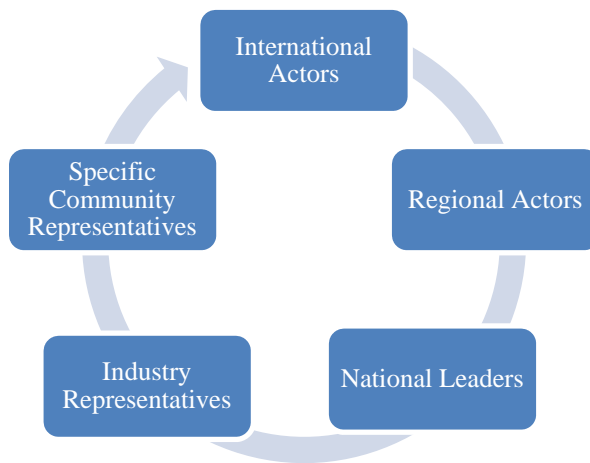 International
Actors
Regional Actors
National Leaders
Industry
Representatives
Specific
Community
Representatives